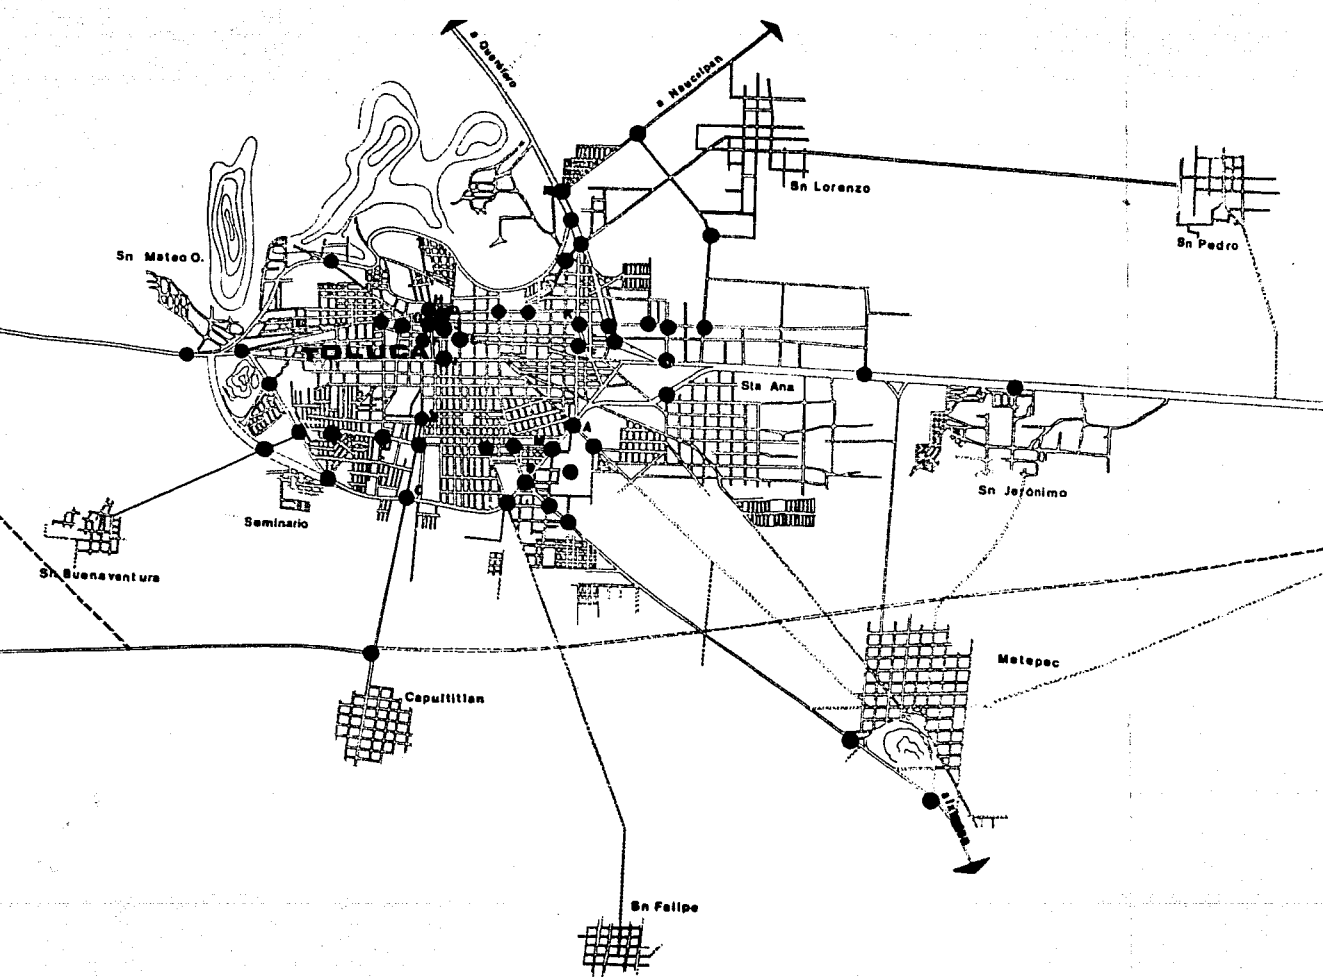 a Querétaro
a Naucalpan
Sn Lorenzo
Sn Pedro
Sn Mateo O.
K
TOLUCA
Sta Ana
A
M
Sn Jerónimo
Seminario
Sn Buenaventura
Metepec
Capultitlan
Sn Felipe